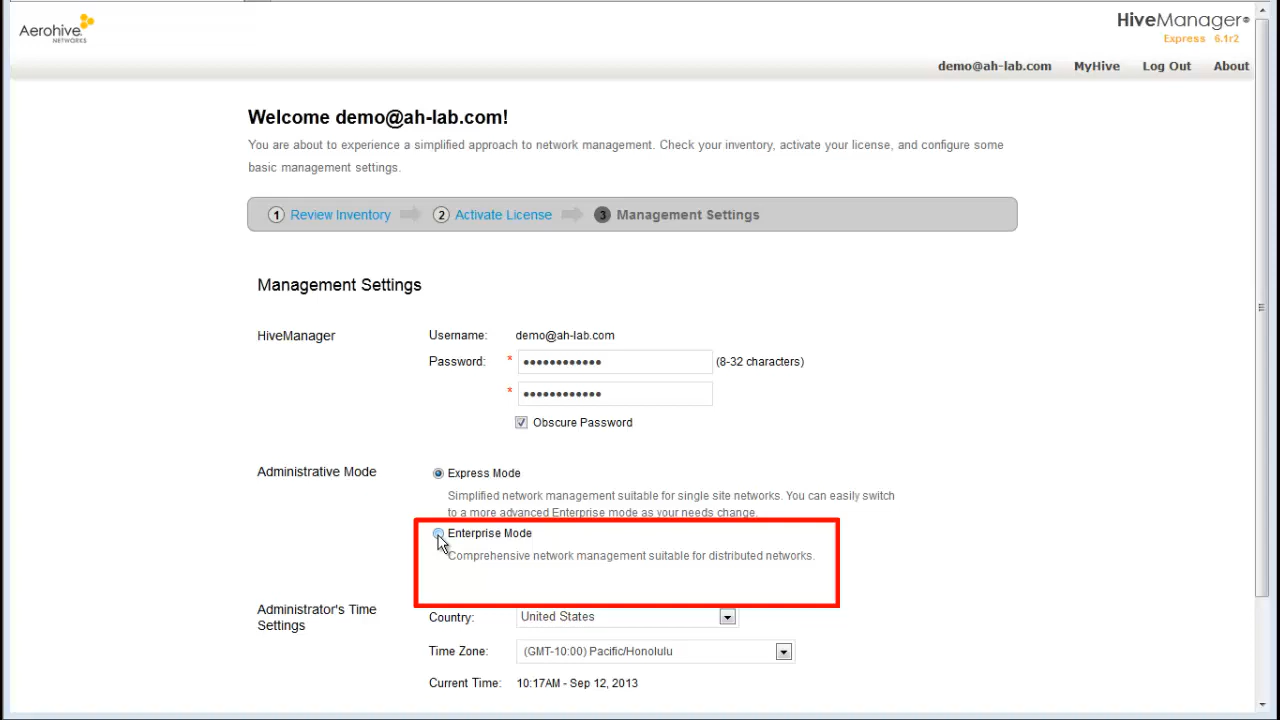 Aerohive
NETWORKS
HiveManager®
Express 6.1r2
demo@ah-lab.com MyHive Log Out About
Welcome demo@ah-lab.com!
You are about to experience a simplified approach to network management. Check your inventory, activate your license, and configure some
basic management settings.
1 Review Inventory 2 Activate License 3 Management Settings
Management Settings
HiveManager Username: demo@ah-lab.com
Password: * •••••••••••• (8-32 characters)
* ••••••••••••
Obscure Password
Administrative Mode Express Mode
Simplified network management suitable for single site networks. You can easily switch
to a more advanced Enterprise mode as your needs change.
Enterprise Mode
Comprehensive network management suitable for distributed networks.
Administrator's Time
Settings
Country: United States
Time Zone: (GMT-10:00) Pacific/Honolulu
Current Time: 10:17AM - Sep 12, 2013